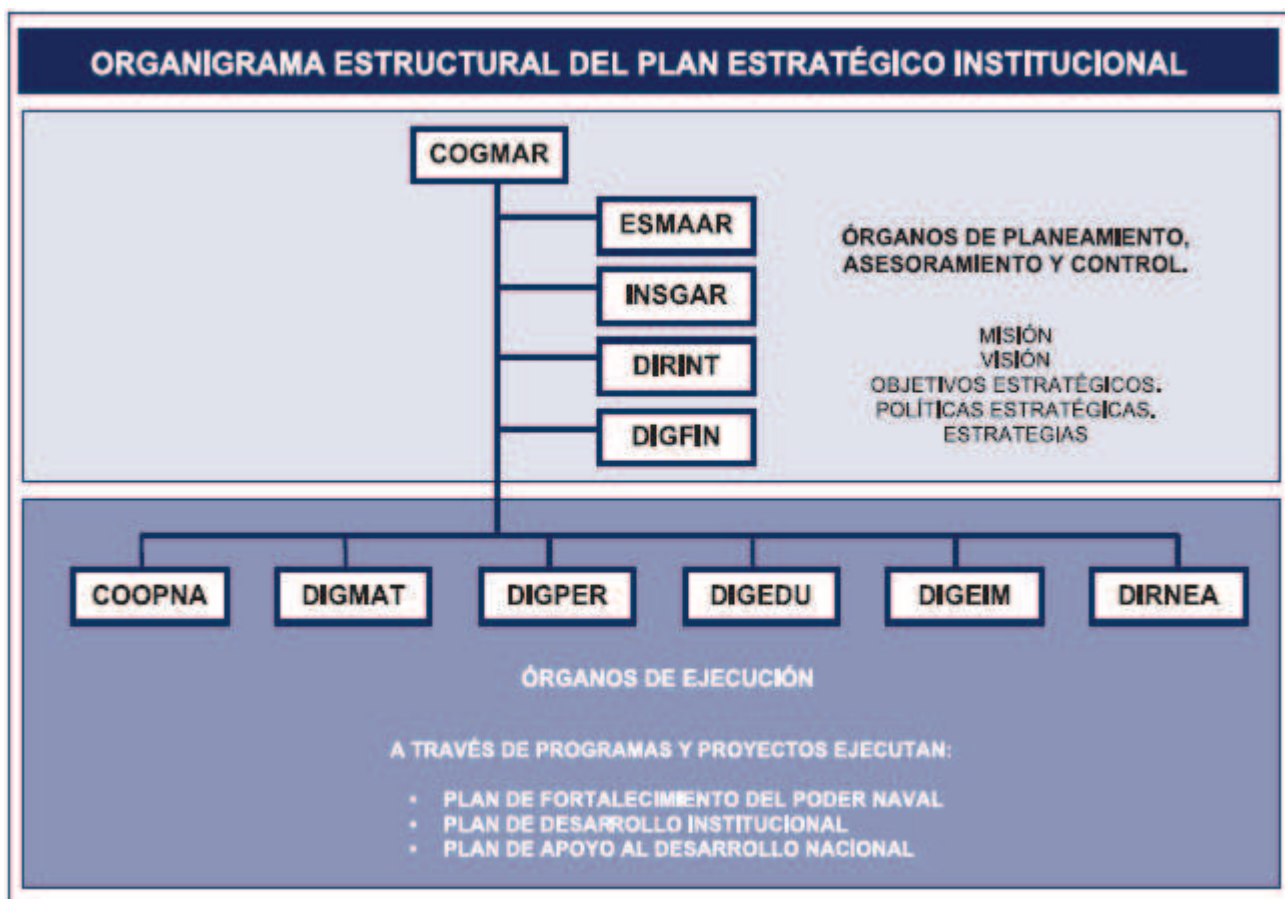 ORGANIGRAMA ESTRUCTURAL DEL PLAN ESTRATÉGICO INSTITUCIONAL
COGMAR
ESMAAR
INSGAR
DIRINT
DIGFIN
ÓRGANOS DE PLANEAMIENTO,
ASESORAMIENTO Y CONTROL.
MISIÓN
VISIÓN
OBJETIVOS ESTRATÉGICOS.
POLÍTICAS ESTRATÉGICAS.
ESTRATEGIAS
COOPNA DIGMAT DIGPER DIGEDU DIGEIM DIRNEA
ÓRGANOS DE EJECUCIÓN
A TRAVÉS DE PROGRAMAS Y PROYECTOS EJECUTAN:
• PLAN DE FORTALECIMIENTO DEL PODER NAVAL
• PLAN DE DESARROLLO INSTITUCIONAL
• PLAN DE APOYO AL DESARROLLO NACIONAL